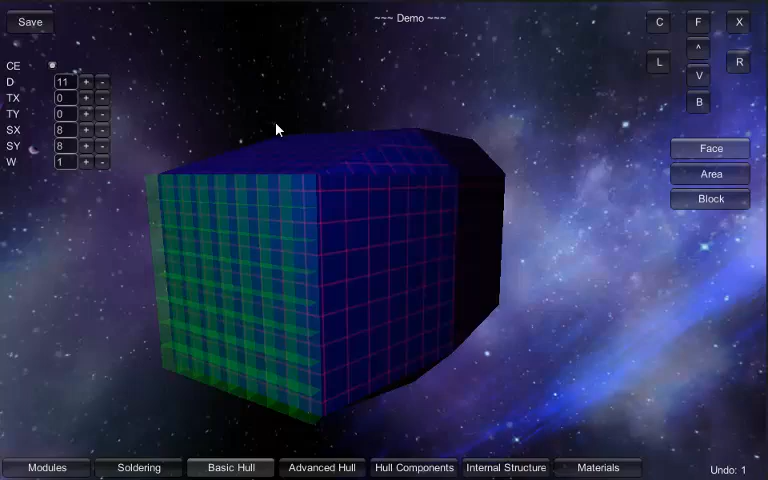 Save
~~~ Demo ~~~
C F X
^
L R
V
B
CE
D 11 + -
TX 0 + -
TY 0 + -
SX 8 + -
SY 8 + -
W 1 + -
Face
Area
Block
Modules Soldering Basic Hull Advanced Hull Hull Components Internal Structure Materials
Undo: 1